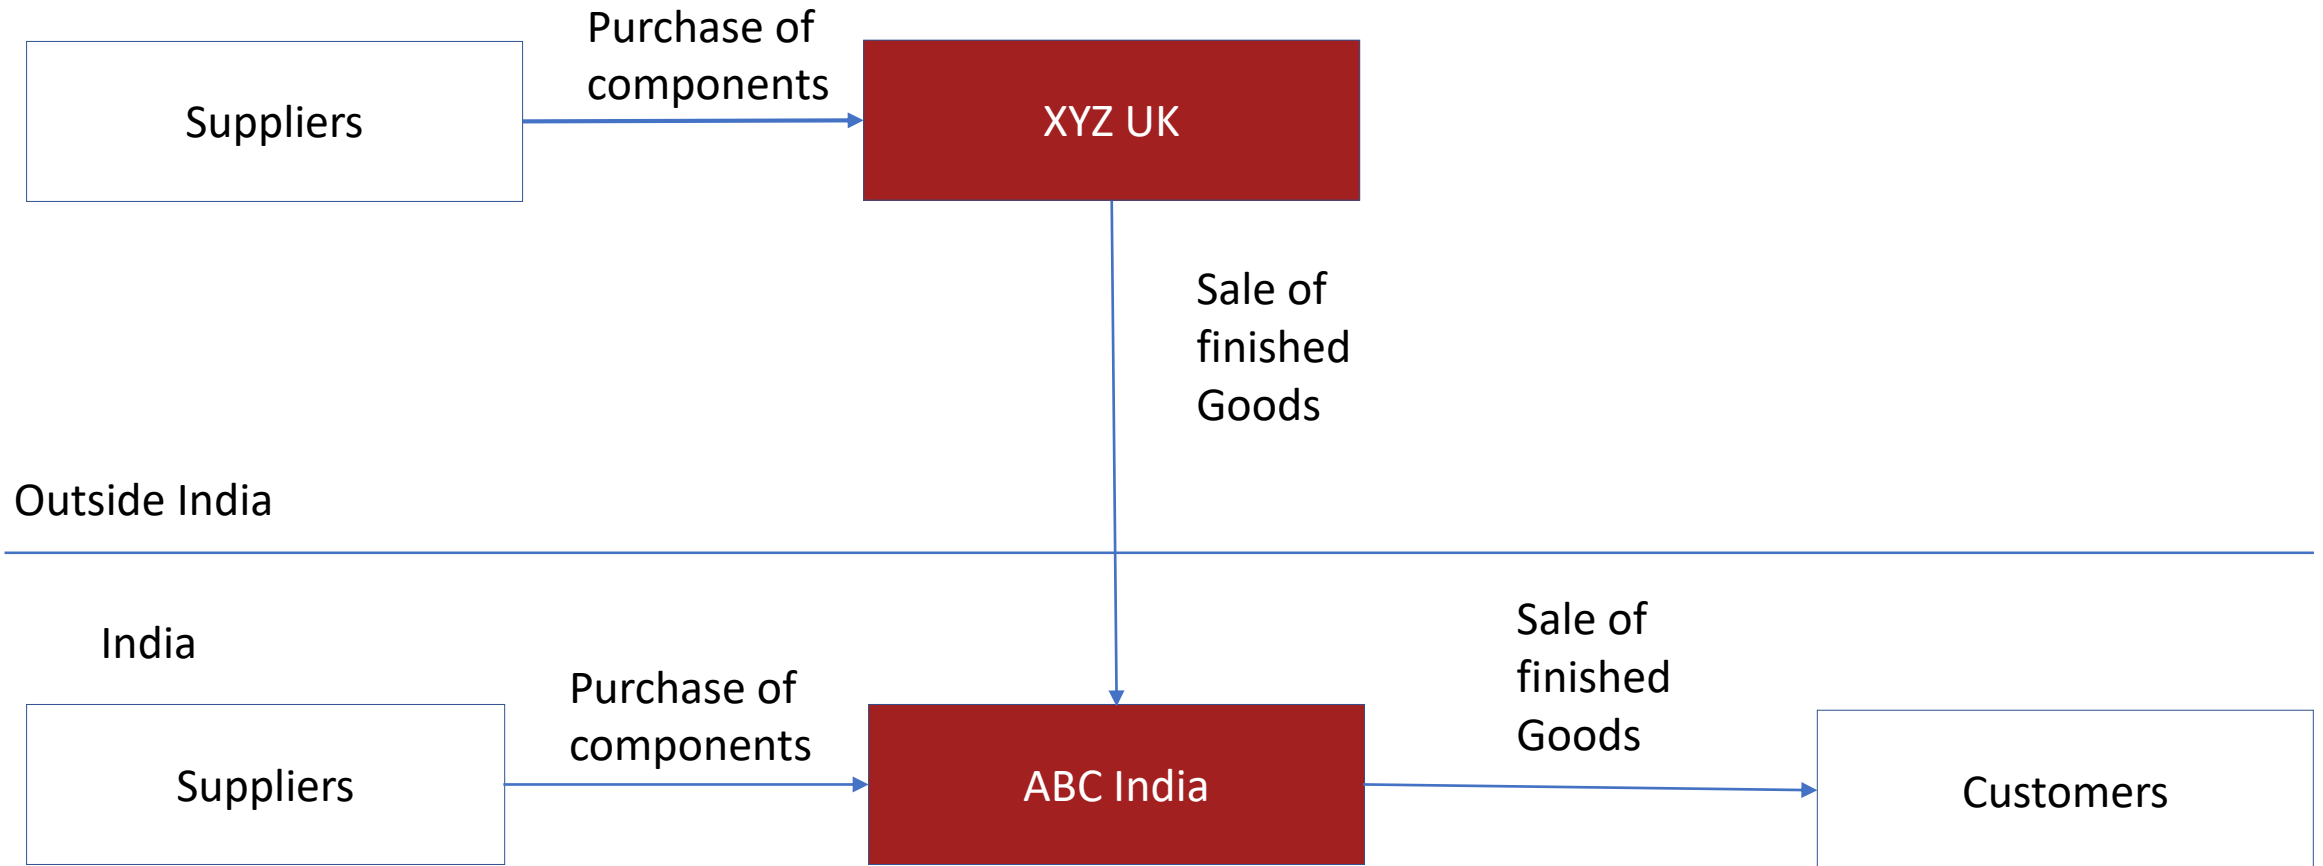 Purchase of
components
Suppliers
XYZ UK
Sale of
finished
Goods
Outside India
India
Purchase of
components
Sale of
finished
Goods
Suppliers
ABC India
Customers